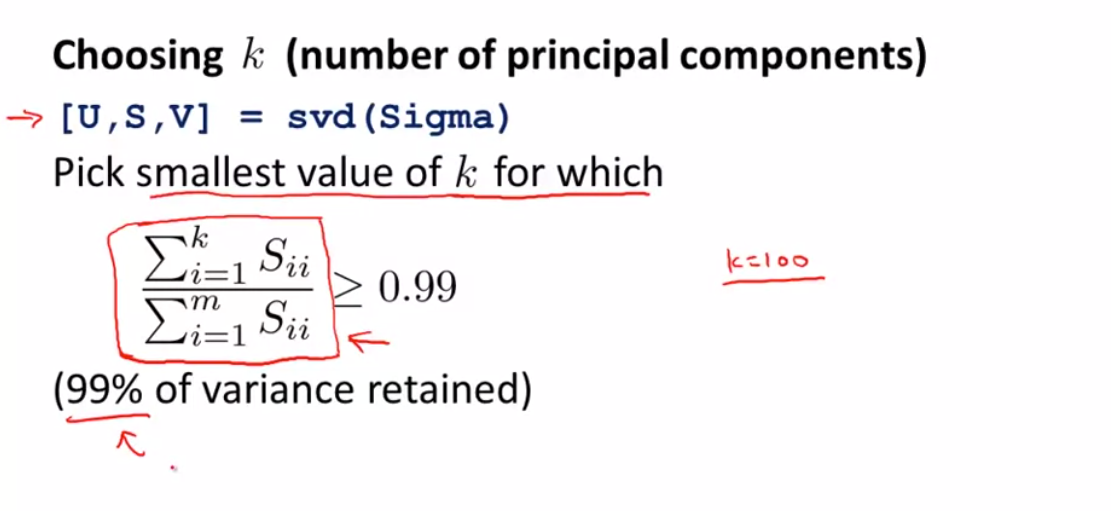 Choosing k (number of principal components)
→ [U,S,V] = svd(Sigma)
Pick smallest value of k for which
\frac{\sum_{i=1}^{k} S_{ii}}{\sum_{i=1}^{m} S_{ii}} ≥ 0.99
k=100
(99% of variance retained)